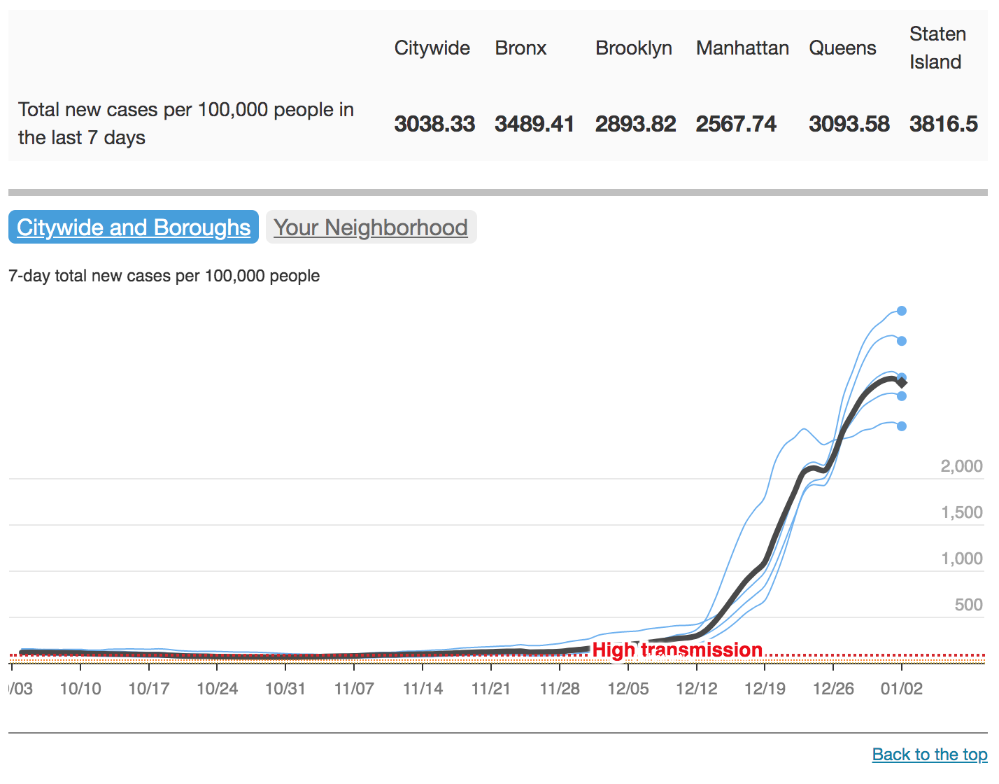 Citywide Bronx Brooklyn Manhattan Queens Staten
Island
Total new cases per 100,000 people in
the last 7 days
3038.33 3489.41 2893.82 2567.74 3093.58 3816.5
Citywide and Boroughs Your Neighborhood
7-day total new cases per 100,000 people
2,000
1,500
1,000
500
High transmission
/03 10/10 10/17 10/24 10/31 11/07 11/14 11/21 11/28 12/05 12/12 12/19 12/26 01/02
Back to the top